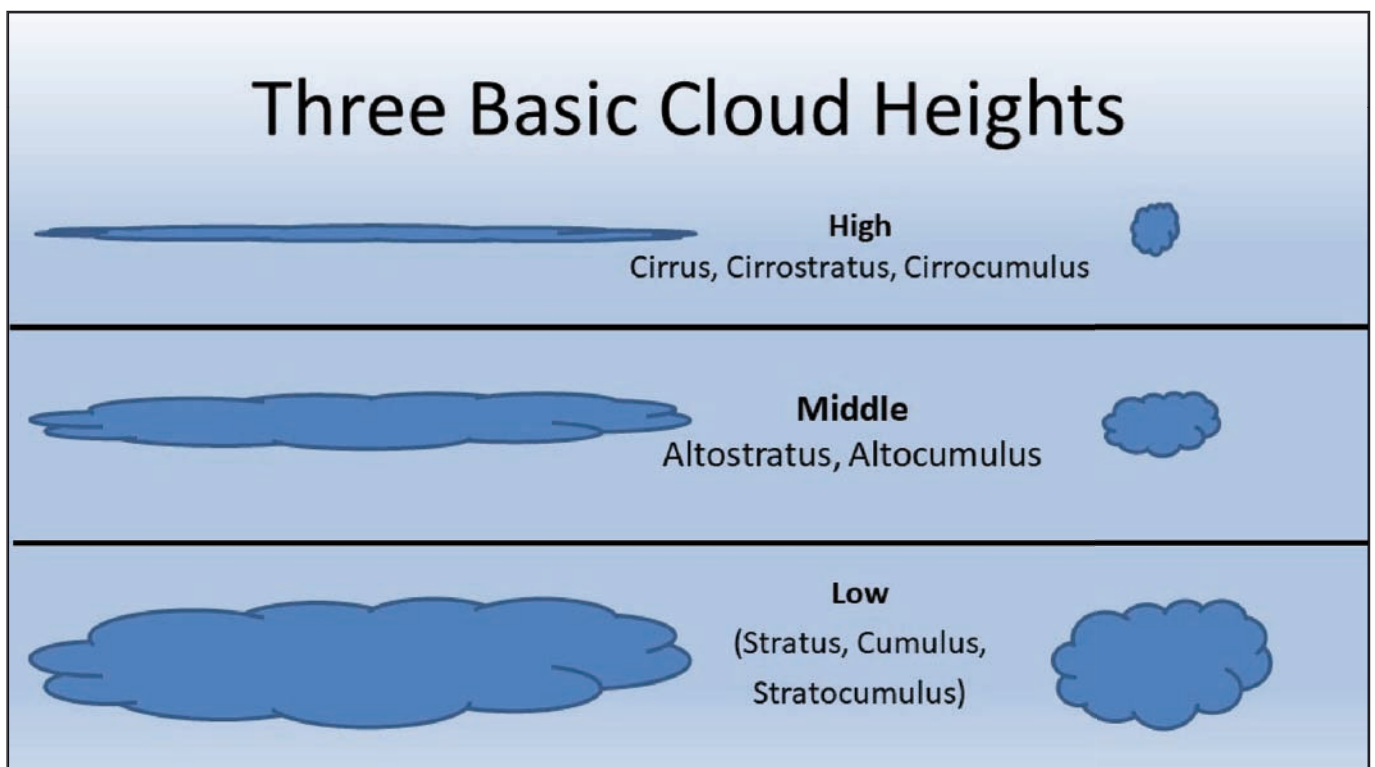 Three Basic Cloud Heights
High
Cirrus, Cirrostratus, Cirrocumulus
Middle
Altostratus, Altocumulus
Low
(Stratus, Cumulus,
Stratocumulus)